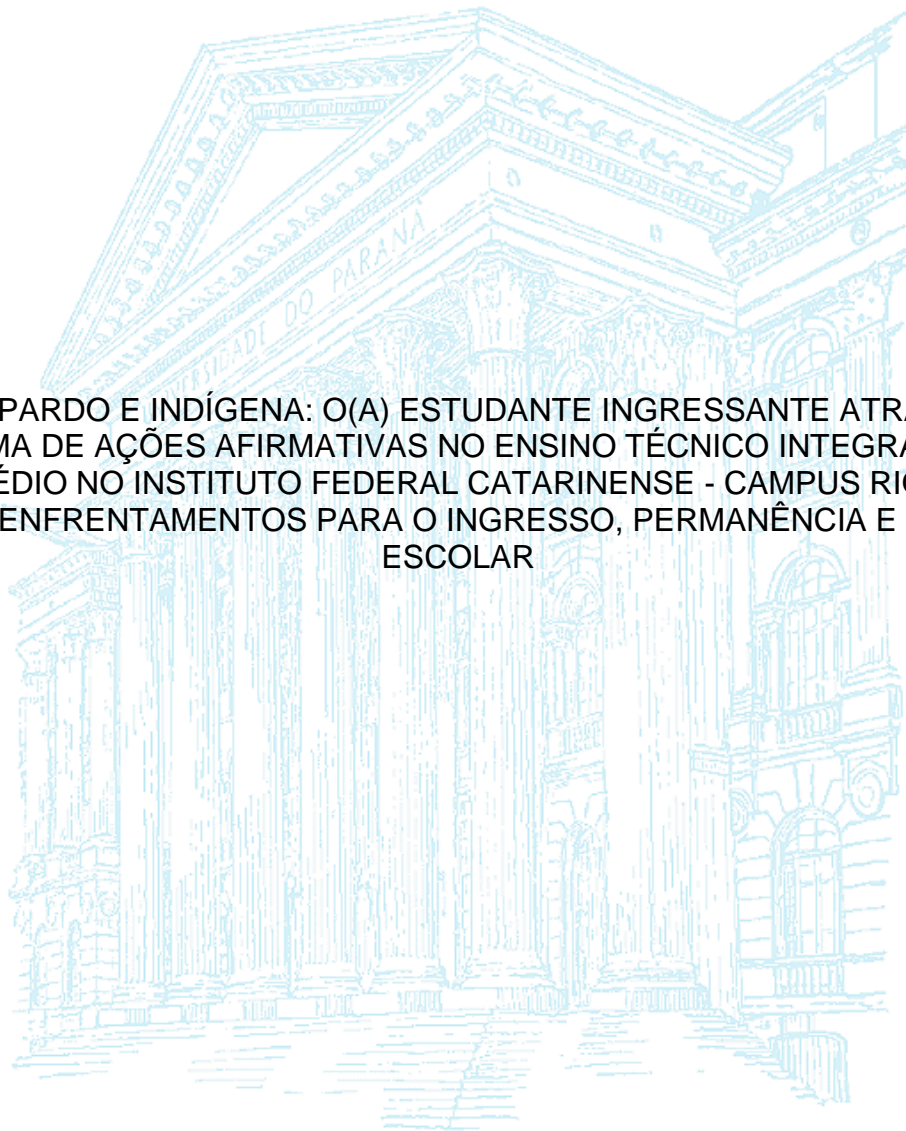 VERSIDADE DO PARANÁ
PARDO E INDÍGENA: O(A) ESTUDANTE INGRESSANTE ATRA
MA DE AÇÕES AFIRMATIVAS NO ENSINO TÉCNICO INTEGRA
ÉDIO NO INSTITUTO FEDERAL CATARINENSE - CAMPUS RIO
ENFRENTAMENTOS PARA O INGRESSO, PERMANÊNCIA E
ESCOLAR